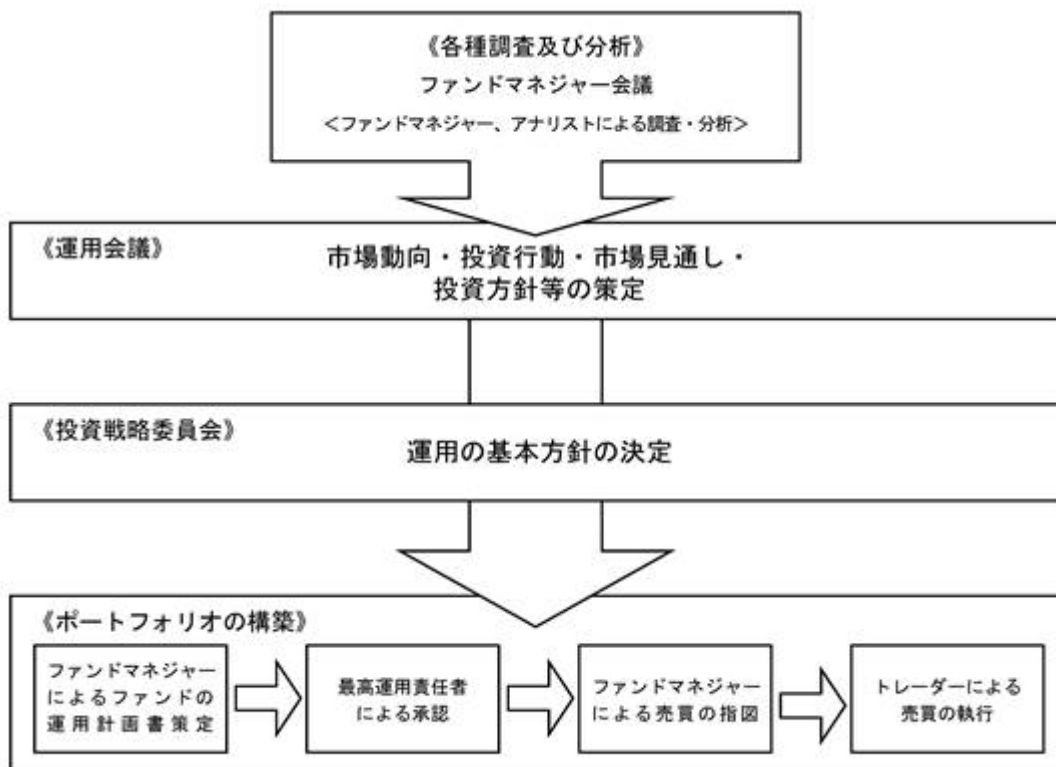 《各種調査及び分析》
ファンドマネジャー会議
<ファンドマネジャー、アナリストによる調査・分析>
《運用会議》
市場動向・投資行動・市場見通し・
投資方針等の策定
《投資戦略委員会》
運用の基本方針の決定
《ポートフォリオの構築》
ファンドマネジャー
によるファンドの
運用計画書策定
最高運用責任者
による承認
ファンドマネジャー
による売買の指図
トレーダーによる
売買の執行